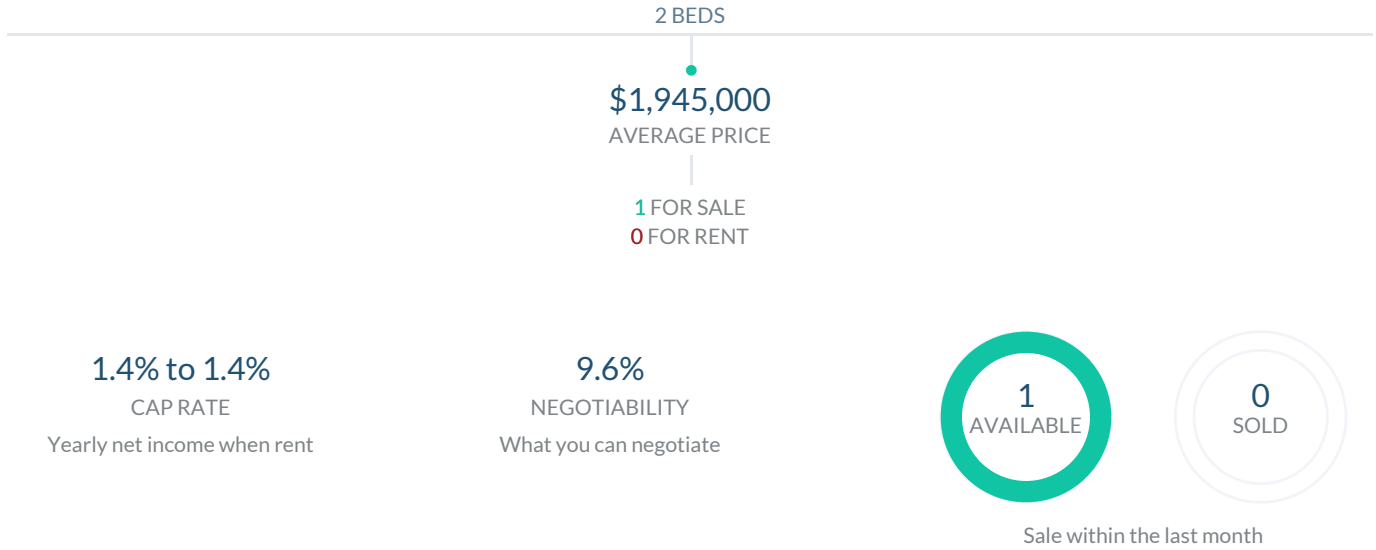 2 BEDS
$1,945,000
AVERAGE PRICE
1 FOR SALE
0 FOR RENT
1.4% to 1.4%
CAP RATE
Yearly net income when rent
9.6%
NEGOTIABILITY
What you can negotiate
1
AVAILABLE
0
SOLD
Sale within the last month